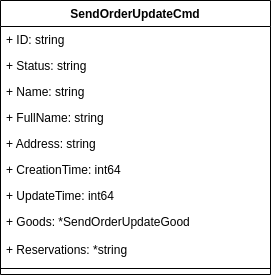 SendOrderUpdateCmd
+ ID: string
+ Status: string
+ Name: string
+ FullName: string
+ Address: string
+ CreationTime: int64
+ UpdateTime: int64
+ Goods: *SendOrderUpdateGood
+ Reservations: *string